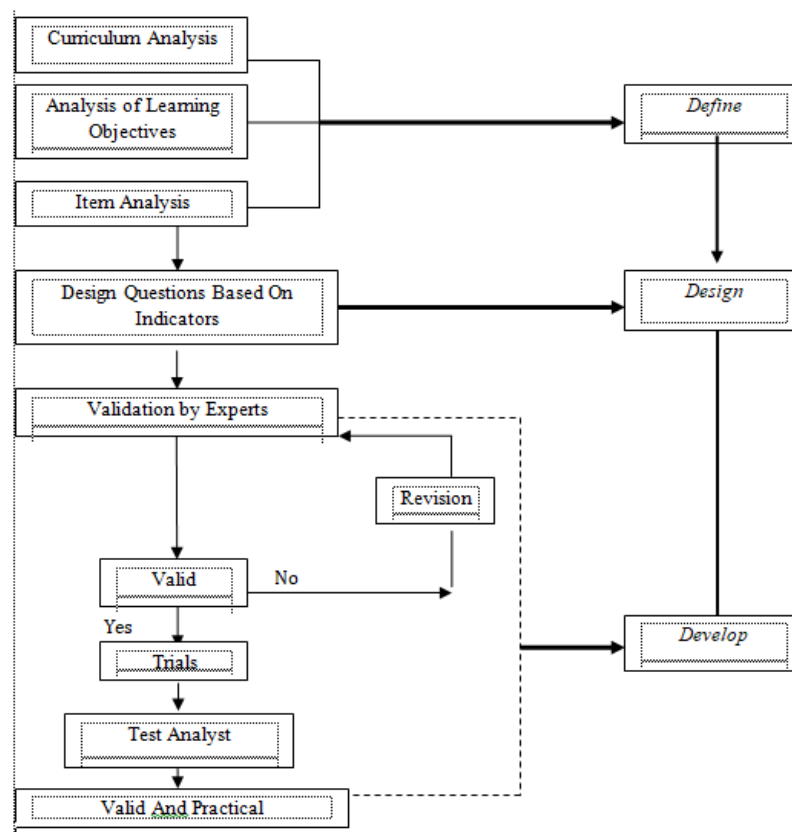 Curriculum Analysis
Analysis of Learning
Objectives
Define
Item Analysis
Design Questions Based On
Indicators
Design
Validation by Experts
Revision
Valid
No
Yes
Trials
Develop
Test Analyst
Valid And Practical